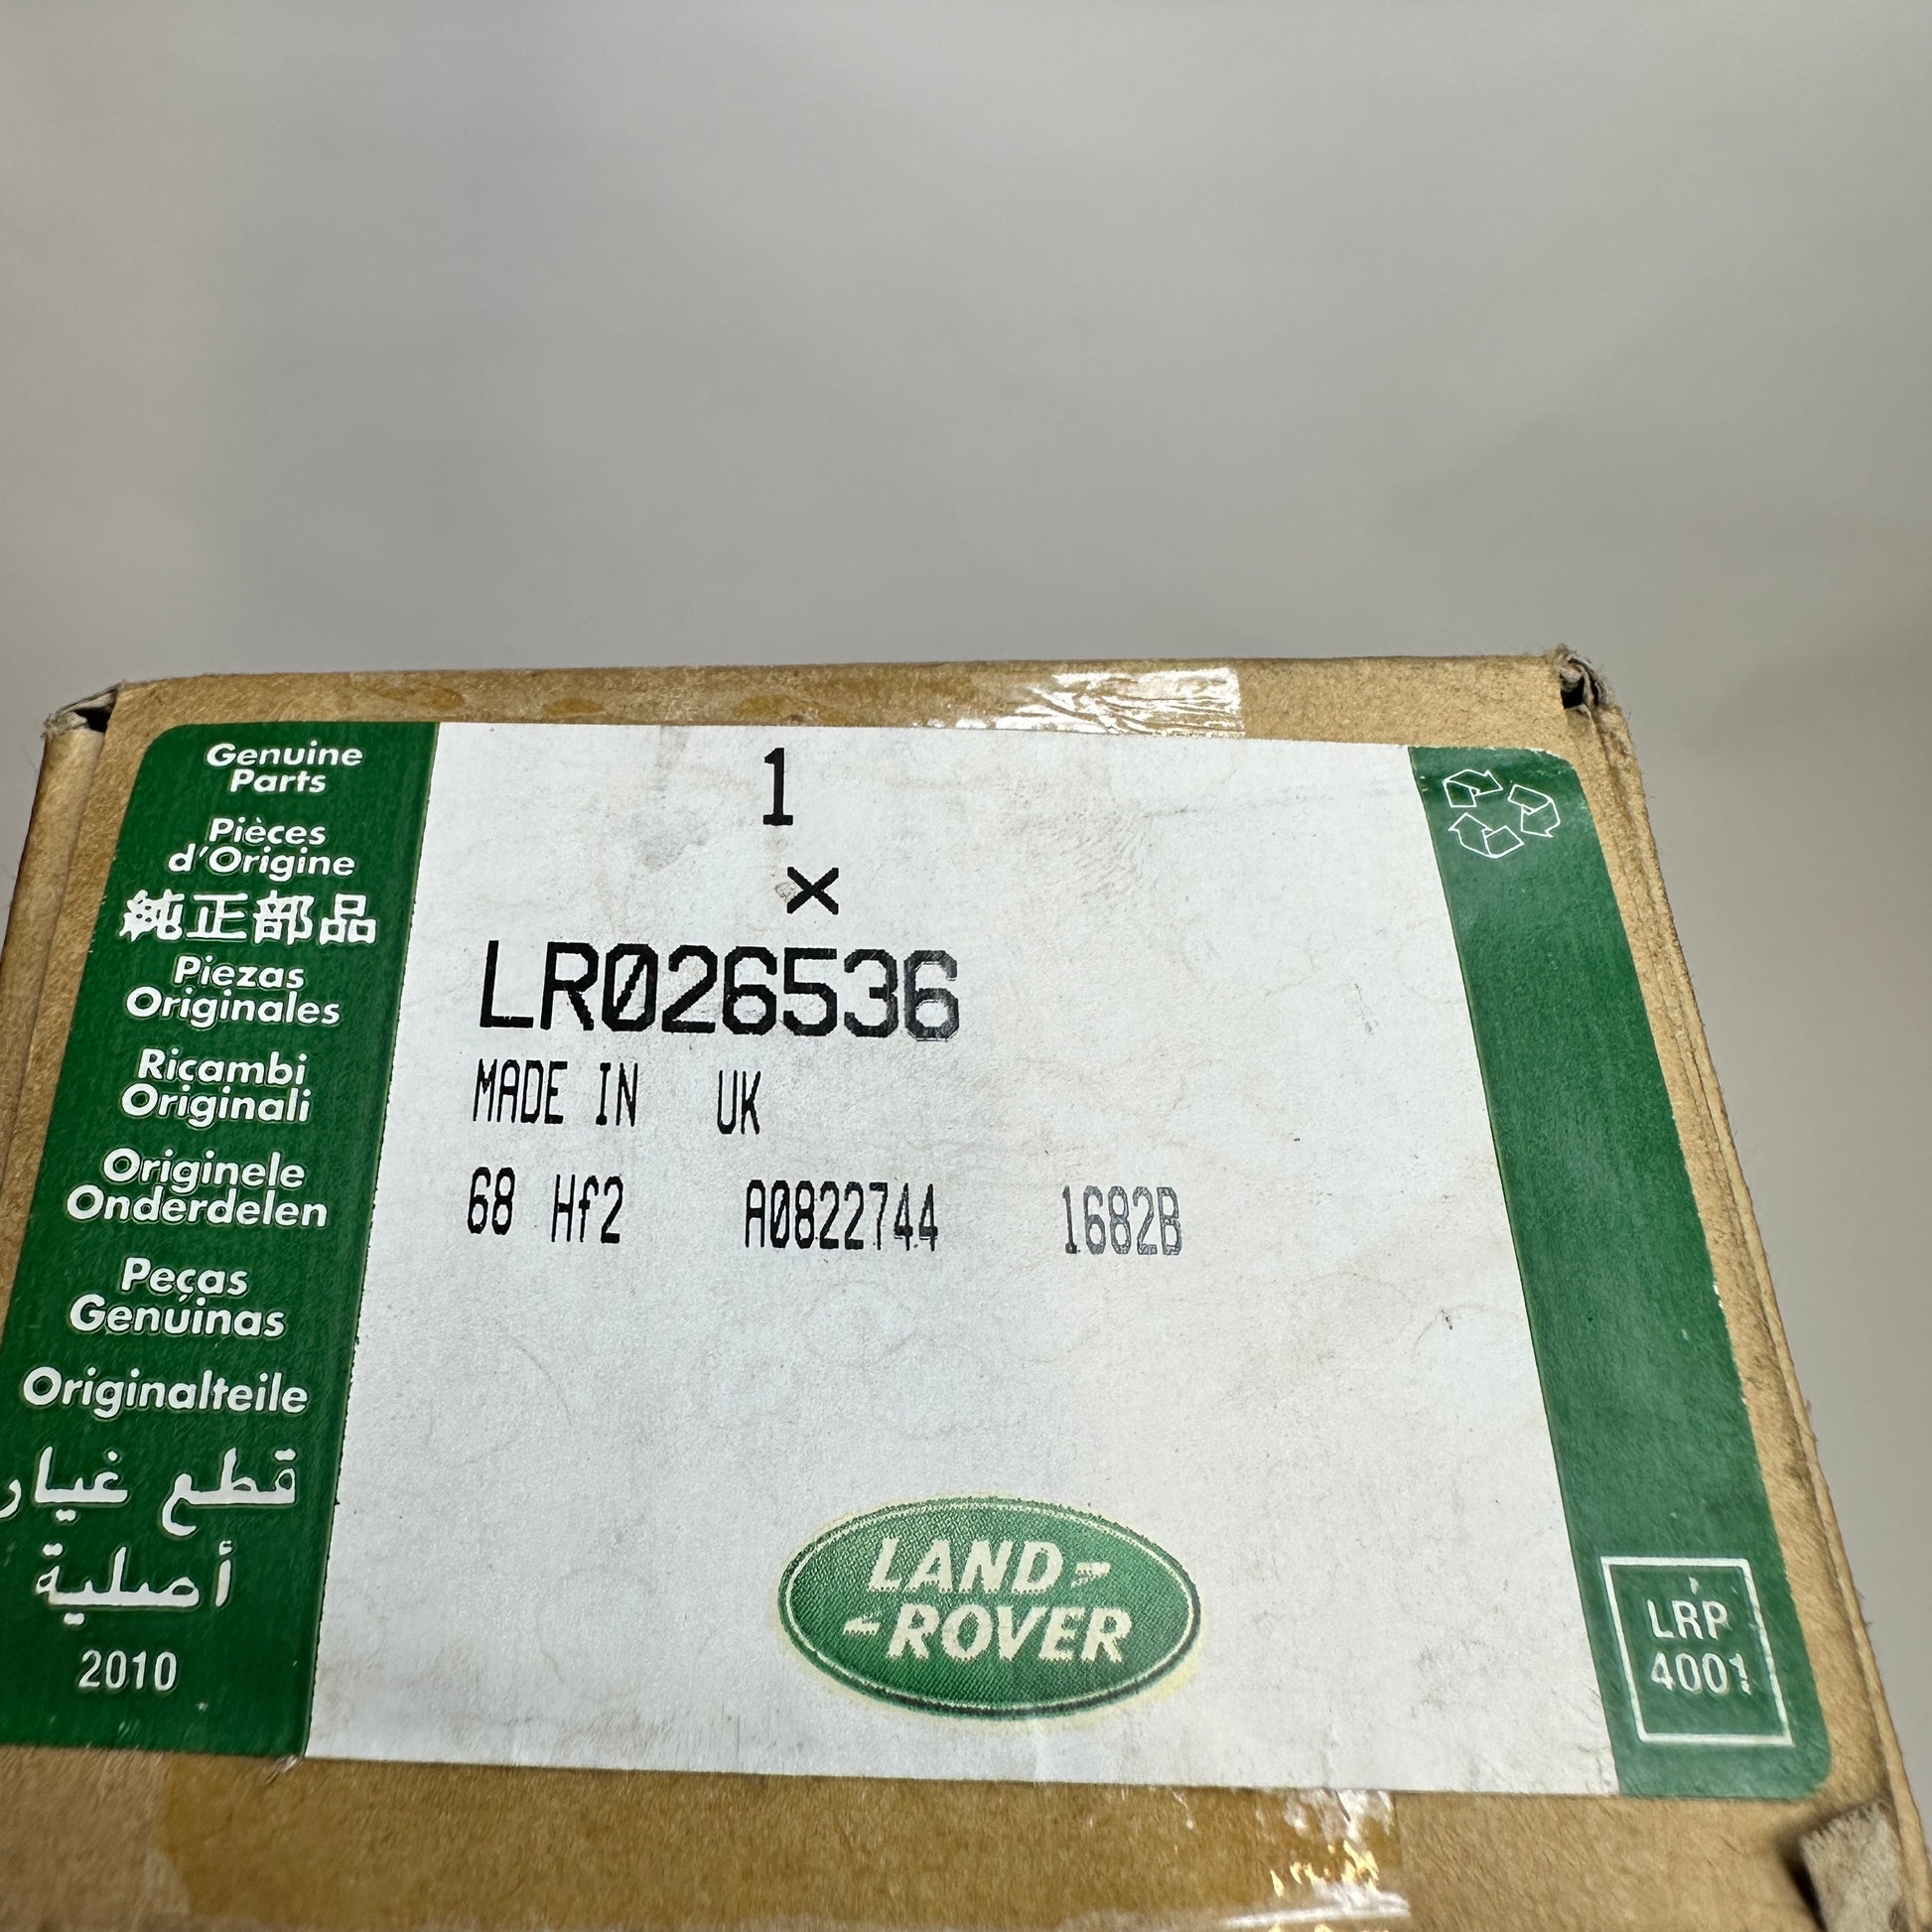 Genuine
Parts
Pièces
d'Origine
純正部品
Piezas
Originales
Ricambi
Originali
Originele
Onderdelen
Peças
Genuinas
Originalteile
قطع غيار
أصلية
2010
1
×
LR026536
MADE IN UK
68 Hf2 A0822744 1682B
LAND-
-ROVER
LRP
4001